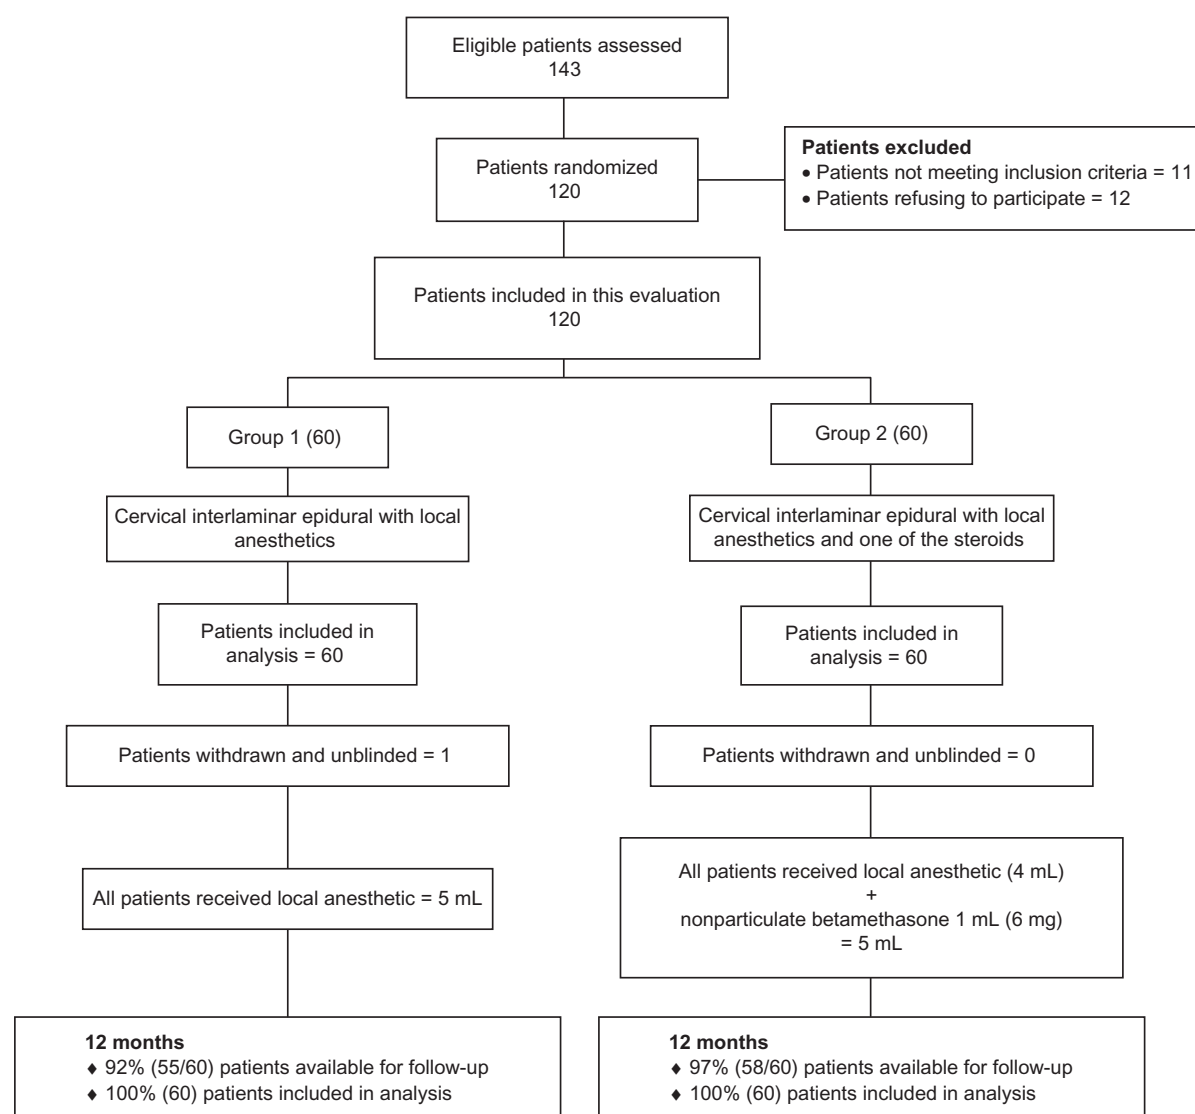 Eligible patients assessed
143
Patients randomized
120
Patients excluded
• Patients not meeting inclusion criteria = 11
• Patients refusing to participate = 12
Patients included in this evaluation
120
Group 1 (60)
Group 2 (60)
Cervical interlaminar epidural with local
anesthetics
Cervical interlaminar epidural with local
anesthetics and one of the steroids
Patients included in
analysis = 60
Patients included in
analysis = 60
Patients withdrawn and unblinded = 1
Patients withdrawn and unblinded = 0
All patients received local anesthetic = 5 mL
All patients received local anesthetic (4 mL)
+
nonparticulate betamethasone 1 mL (6 mg)
= 5 mL
12 months
♦ 92% (55/60) patients available for follow-up
♦ 100% (60) patients included in analysis
12 months
♦ 97% (58/60) patients available for follow-up
♦ 100% (60) patients included in analysis